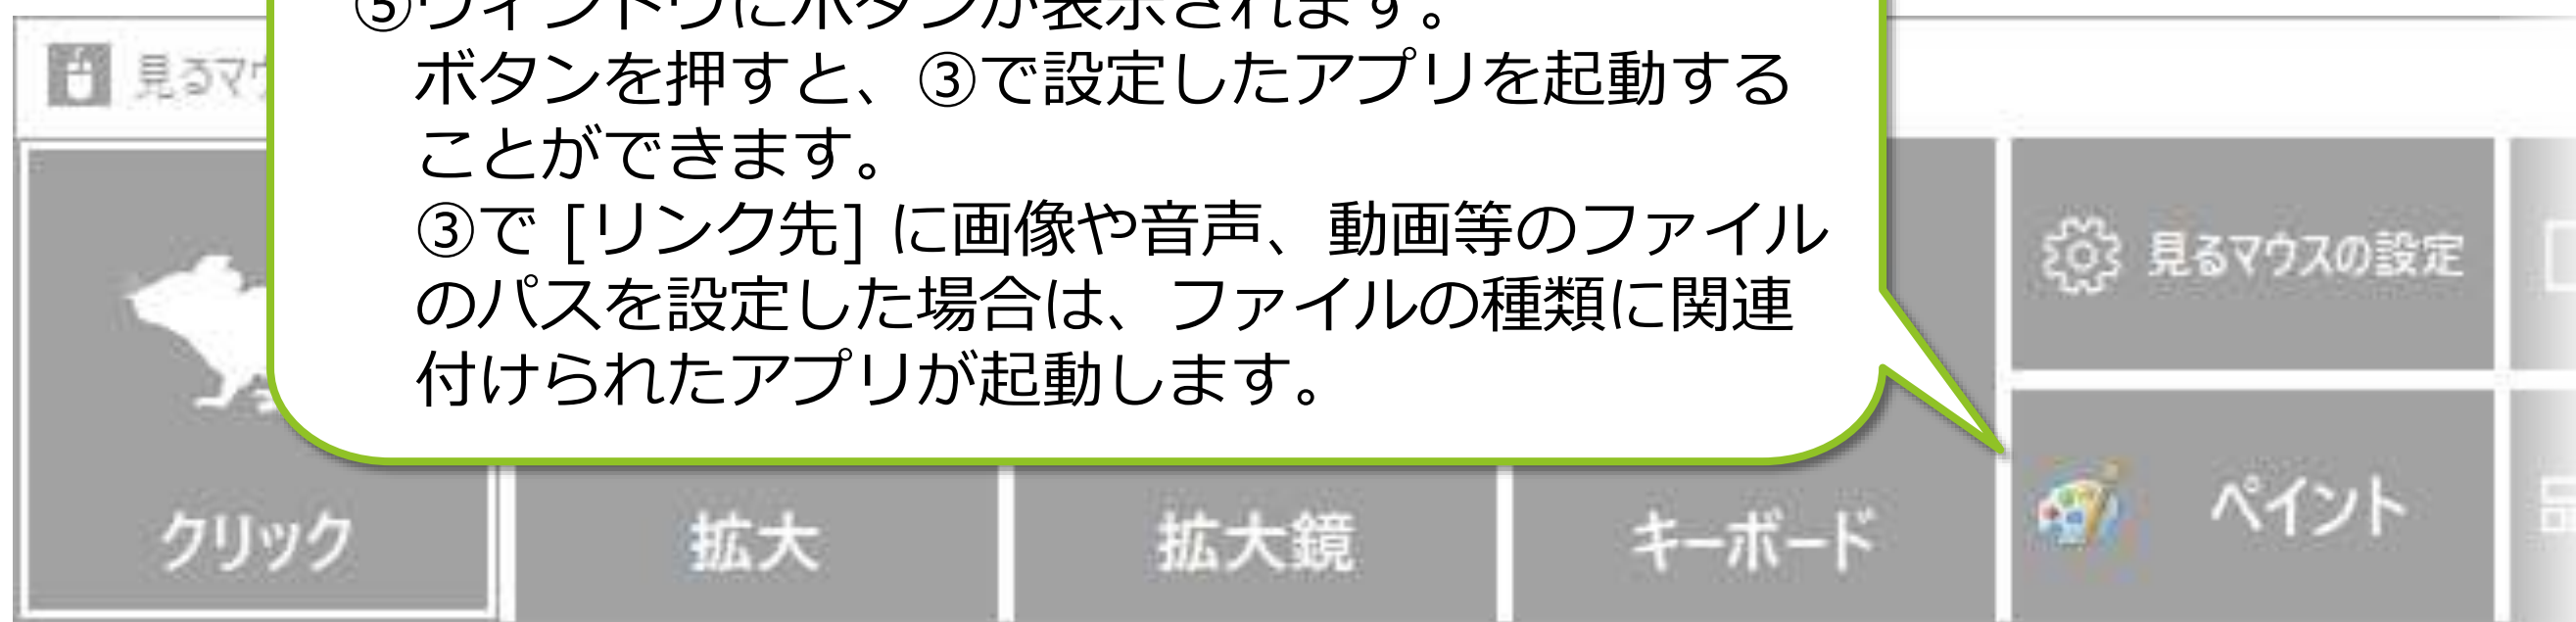 ⑤ウィンドウにボタンが表示されます。
ボタンを押すと、③で設定したアプリを起動する
ことができます。
③で [リンク先] に画像や音声、動画等のファイル
のパスを設定した場合は、ファイルの種類に関連
付けられたアプリが起動します。
見るマウ
見るマウスの設定
クリック
拡大
拡大鏡
キーボード
ペイント